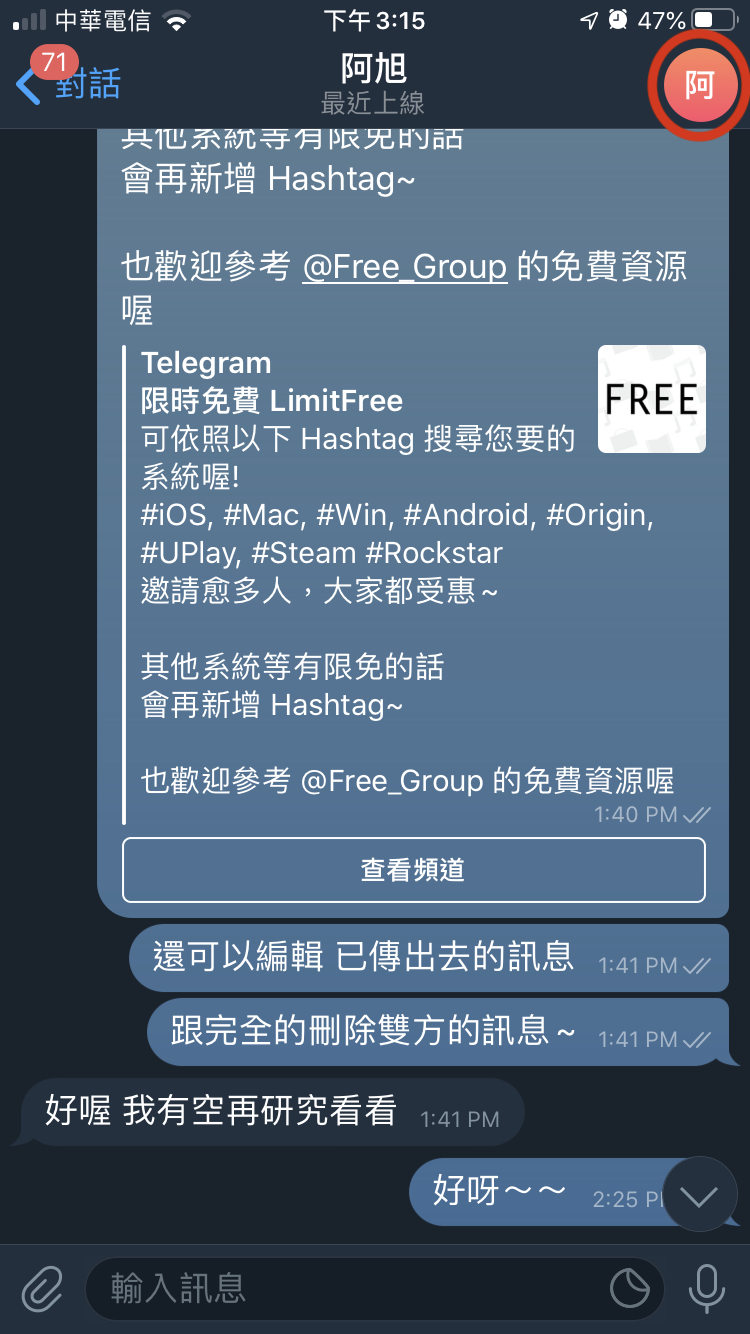 中華電信
下午3:15
47%
71
對話
阿旭
最近上線
阿
其他系統等有限免的話
會再新增 Hashtag~
也歡迎參考 @Free_Group 的免費資源
喔
Telegram
限時免費 LimitFree
可依照以下 Hashtag 搜尋您要的
系統喔!
#iOS, #Mac, #Win, #Android, #Origin,
#UPlay, #Steam #Rockstar
邀請愈多人，大家都受惠~
其他系統等有限免的話
會再新增 Hashtag~
也歡迎參考 @Free_Group 的免費資源喔
FREE
1:40 PM
查看頻道
還可以編輯 已傳出去的訊息 1:41 PM
跟完全的刪除雙方的訊息~ 1:41 PM
好喔 我有空再研究看看 1:41 PM
好呀～～ 2:25
輸入訊息